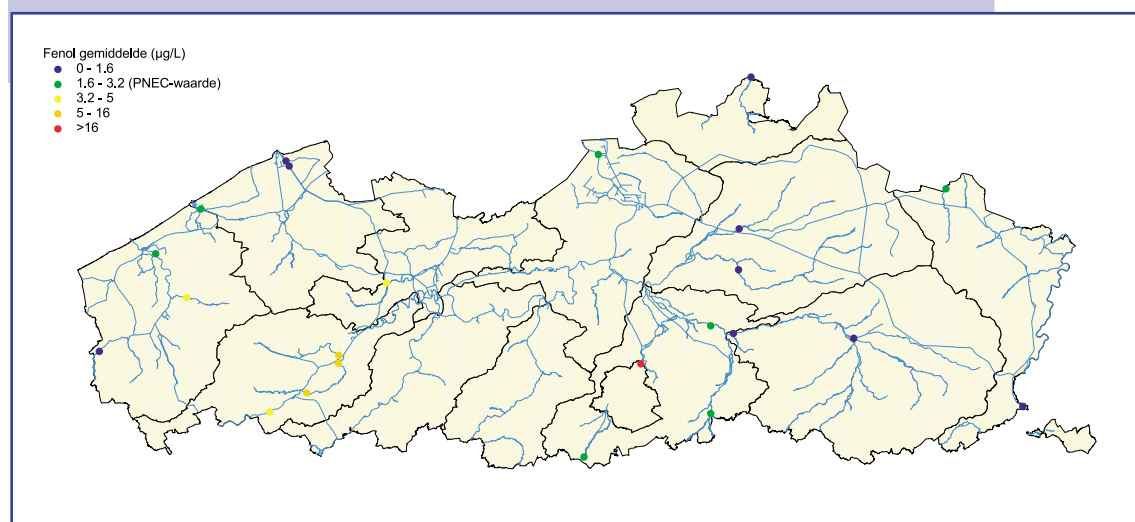 Fenol gemiddelde (µg/L)
0 - 1.6
1.6 - 3.2 (PNEC-waarde)
3.2 - 5
5 - 16
>16